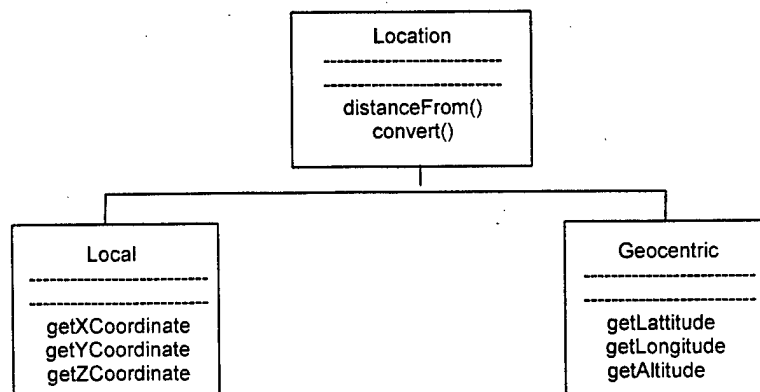 Location
distanceFrom()
convert()
Local
getXCoordinate
getYCoordinate
getZCoordinate
Geocentric
getLattitude
getLongitude
getAltitude